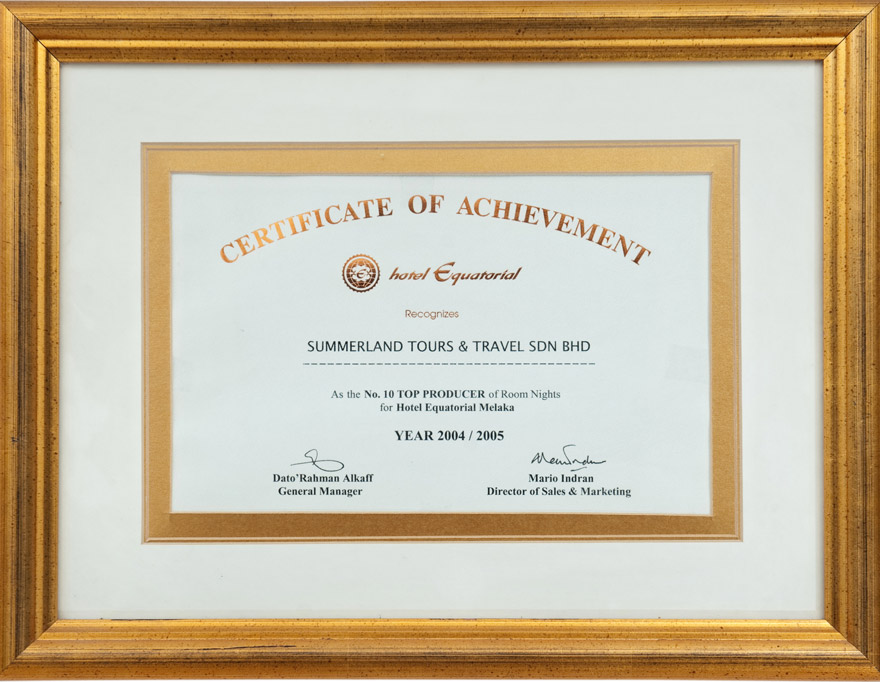 CERTIFICATE OF ACHIEVEMENT
hotel Equatorial
Recognizes
SUMMERLAND TOURS & TRAVEL SDN BHD
As the No. 10 TOP PRODUCER of Room Nights
for Hotel Equatorial Melaka
YEAR 2004 / 2005
Dato'Rahman Alkaff
General Manager
Mario Indran
Director of Sales & Marketing